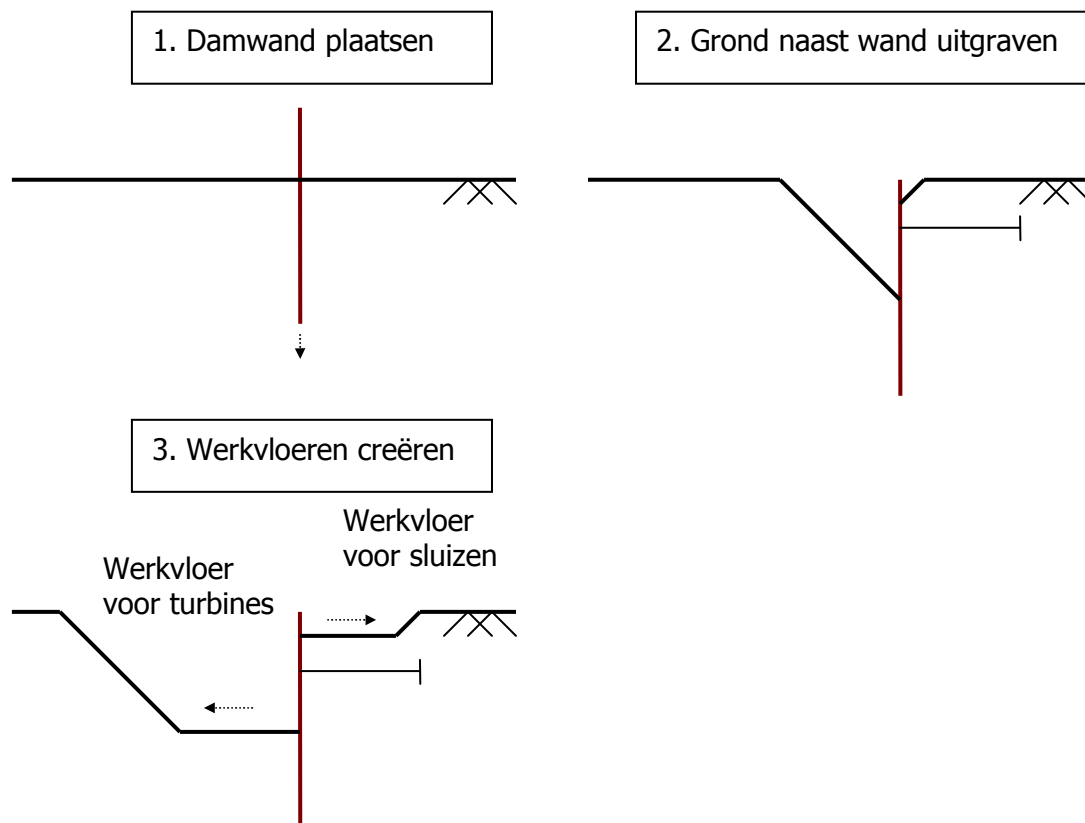 1. Damwand plaatsen
2. Grond naast wand uitgraven
3. Werkvloeren creëren
Werkvloer
voor sluizen
Werkvloer
voor turbines